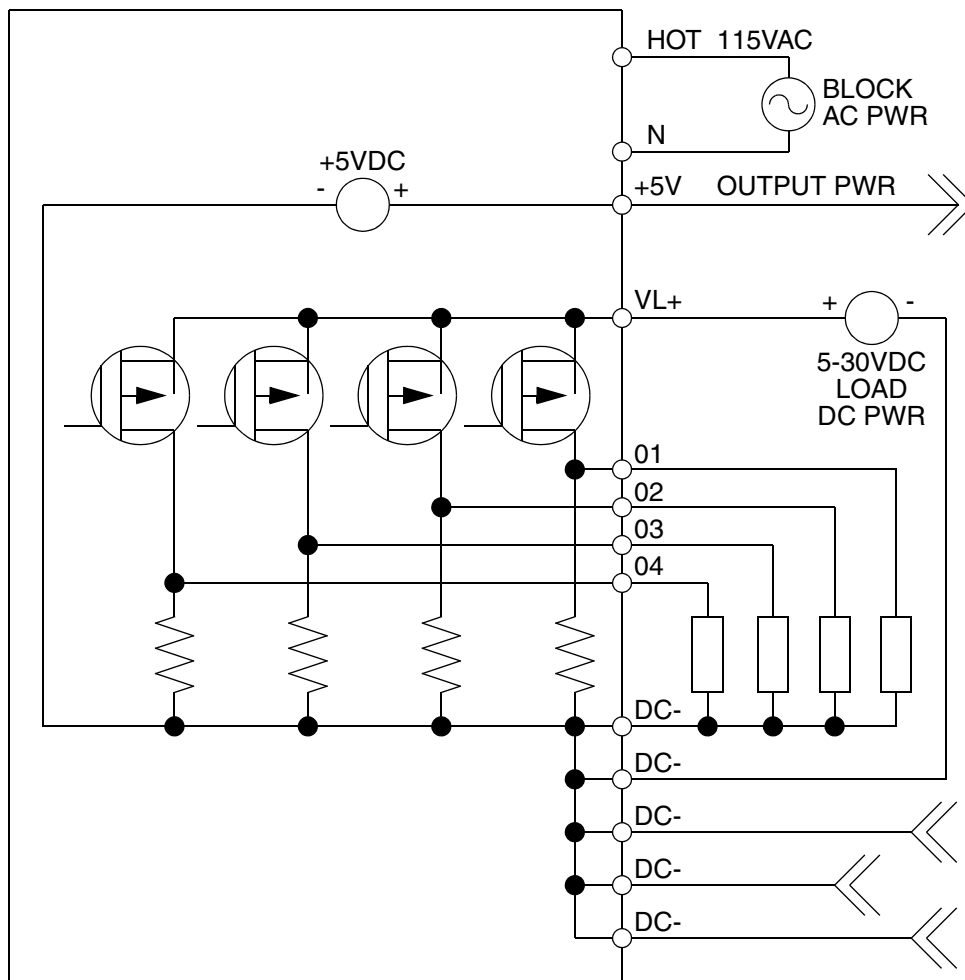 HOT 115VAC
BLOCK
AC PWR
N
+5VDC
- +
+5V OUTPUT PWR
VL+
+ -
5-30VDC
LOAD
DC PWR
01
02
03
04
DC-
DC-
DC-
DC-
DC-